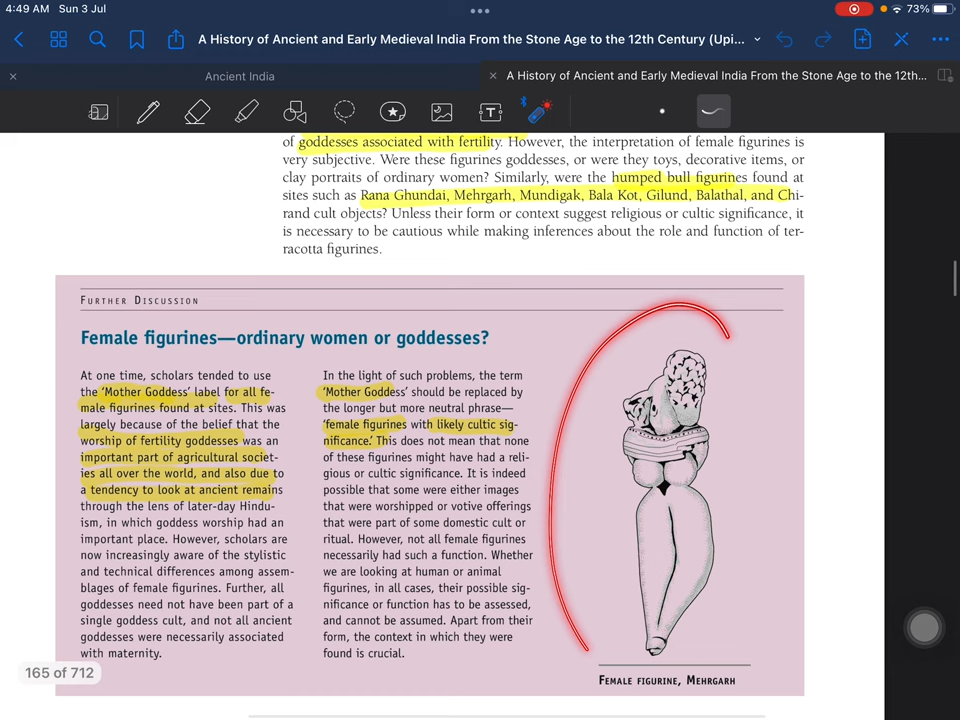 4:49 AM Sun 3 Jul
73%
A History of Ancient and Early Medieval India From the Stone Age to the 12th Century (Upi...
Ancient India
A History of Ancient and Early Medieval India From the Stone Age to the 12th...
of goddesses associated with fertility. However, the interpretation of female figurines is
very subjective. Were these figurines goddesses, or were they toys, decorative items, or
clay portraits of ordinary women? Similarly, were the humped bull figurines found at
sites such as Rana Ghundai, Mehrgarh, Mundigak, Bala Kot, Gilund, Balathal, and Chi-
rand cult objects? Unless their form or context suggest religious or cultic significance, it
is necessary to be cautious while making inferences about the role and function of ter-
racotta figurines.
FURTHER DISCUSSION
Female figurines—ordinary women or goddesses?
At one time, scholars tended to use
the ‘Mother Goddess’ label for all fe-
male figurines found at sites. This was
largely because of the belief that the
worship of fertility goddesses was an
important part of agricultural societ-
ies all over the world, and also due to
a tendency to look at ancient remains
through the lens of later-day Hindu-
ism, in which goddess worship had an
important place. However, scholars are
now increasingly aware of the stylistic
and technical differences among assem-
blages of female figurines. Further, all
goddesses need not have been part of a
single goddess cult, and not all ancient
goddesses were necessarily associated
with maternity.
In the light of such problems, the term
‘Mother Goddess’ should be replaced by
the longer but more neutral phrase—
‘female figurines with likely cultic sig-
nificance.’ This does not mean that none
of these figurines might have had a reli-
gious or cultic significance. It is indeed
possible that some were either images
that were worshipped or votive offerings
that were part of some domestic cult or
ritual. However, not all female figurines
necessarily had such a function. Whether
we are looking at human or animal
figurines, in all cases, their possible sig-
nificance or function has to be assessed,
and cannot be assumed. Apart from their
form, the context in which they were
found is crucial.
FEMALE FIGURINE, MEHRGARH
165 of 712